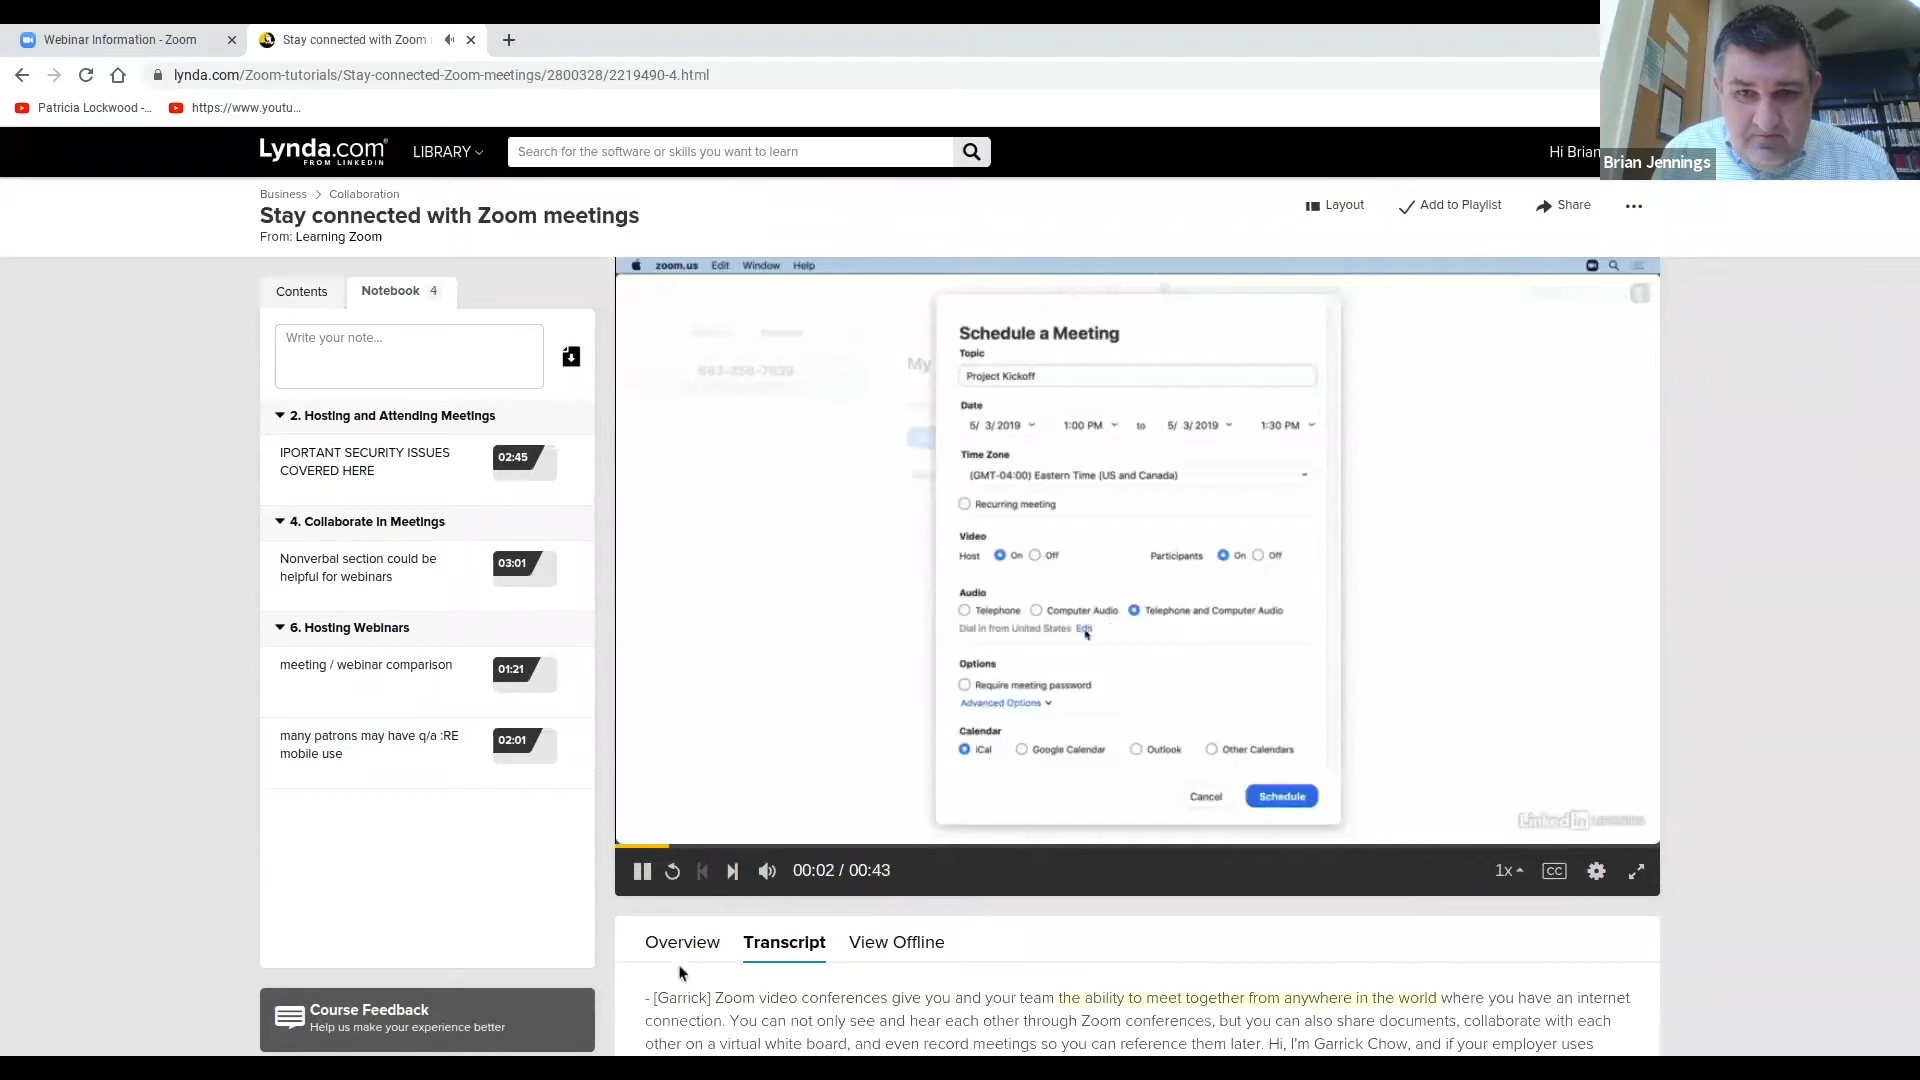 Webinar Information - Zoom
Stay connected with Zoom
lynda.com/Zoom-tutorials/Stay-connected-Zoom-meetings/2800328/2219490-4.html
Patricia Lockwood -...
https://www.youtu...
Lynda.com
FROM LINKEDIN
LIBRARY
Search for the software or skills you want to learn
Hi Brian
Brian Jennings
Business > Collaboration
Stay connected with Zoom meetings
From: Learning Zoom
Layout
Add to Playlist
Share
Contents
Notebook 4
Write your note...
2. Hosting and Attending Meetings
IPORTANT SECURITY ISSUES
COVERED HERE
02:45
4. Collaborate in Meetings
Nonverbal section could be
helpful for webinars
03:01
6. Hosting Webinars
meeting / webinar comparison
01:21
many patrons may have q/a :RE
mobile use
02:01
Course Feedback
Help us make your experience better
zoom.us Edit Window Help
My
Schedule a Meeting
Topic
Project Kickoff
Date
5/ 3/2019 1:00 PM to 5/ 3/2019 1:30 PM
Time Zone
(GMT-04:00) Eastern Time (US and Canada)
Recurring meeting
Video
Host On Off Participants On Off
Audio
Telephone Computer Audio Telephone and Computer Audio
Dial in from United States Edit
Options
Require meeting password
Advanced Options
Calendar
iCal Google Calendar Outlook Other Calendars
Cancel Schedule
Linked in
00:02 / 00:43
1x
CC
Overview Transcript View Offline
- [Garrick] Zoom video conferences give you and your team the ability to meet together from anywhere in the world where you have an internet
connection. You can not only see and hear each other through Zoom conferences, but you can also share documents, collaborate with each
other on a virtual white board, and even record meetings so you can reference them later. Hi, I'm Garrick Chow, and if your employer uses